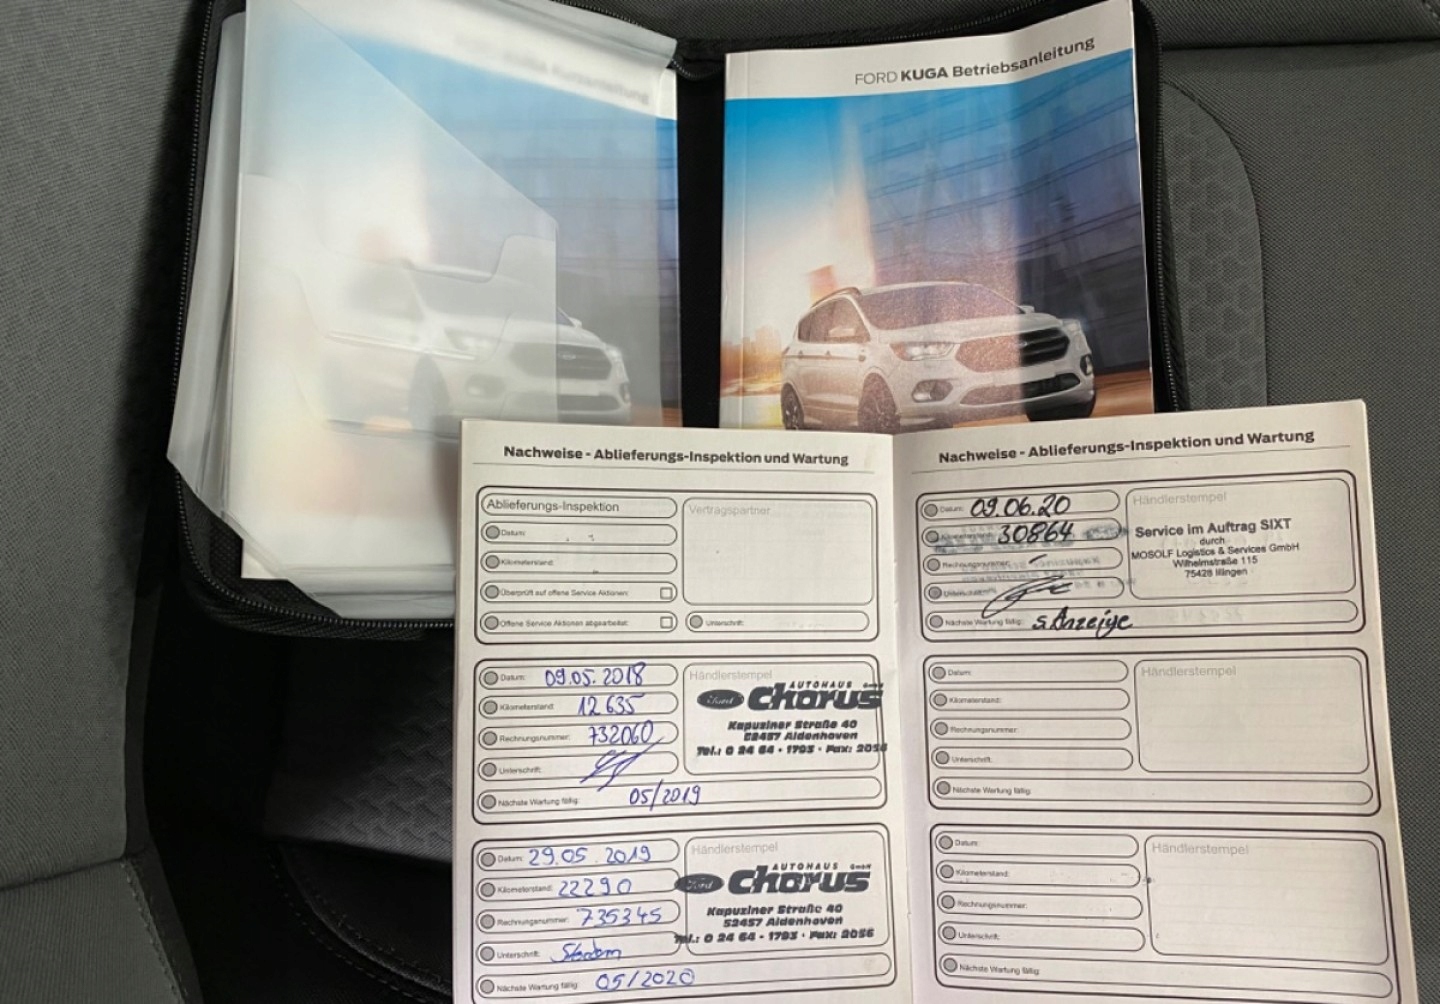 FORD KUGA Betriebsanleitung
Nachweise - Ablieferungs-Inspektion und Wartung
Ablieferungs-Inspektion
Vertragspartner
Datum:
Kilometerstand:
Überprüft auf offene Service Aktionen:
Offene Service Aktionen abgearbeitet:
Unterschrift:
Datum: 09.05.2018
Kilometerstand: 12 635
Rechnungsnummer: 732060
Unterschrift:
Nächste Wartung fällig: 05/2019
Händlerstempel
AUTOHAUS GmbH
Ford Chorus
Kapuziner Straße 40
52457 Aldenhoven
Tel.: 0 24 64 - 1793 · Fax: 2056
Datum: 29.05.2019
Kilometerstand: 22290
Rechnungsnummer: 735345
Unterschrift:
Nächste Wartung fällig: 05/2020
Händlerstempel
AUTOHAUS GmbH
Ford Chorus
Kapuziner Straße 40
52457 Aldenhoven
Tel.: 0 24 64 - 1793 · Fax: 2056
Nachweise - Ablieferungs-Inspektion und Wartung
Datum: 09.06.20
30864
Rechnungsnummer:
Nächste Wartung fällig: s. Anzeige
Händlerstempel
Service im Auftrag SIXT
durch
MOSOLF Logistics & Services GmbH
Wilhelmstraße 115
75428 Illingen
Datum:
Kilometerstand:
Rechnungsnummer:
Unterschrift:
Nächste Wartung fällig:
Händlerstempel
Datum:
Kilometerstand:
Rechnungsnummer:
Unterschrift:
Nächste Wartung fällig:
Händlerstempel